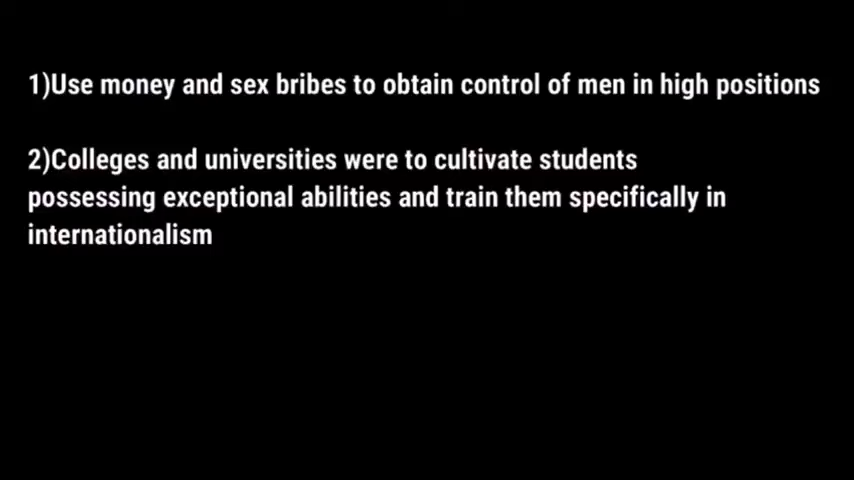 1)Use money and sex bribes to obtain control of men in high positions
2)Colleges and universities were to cultivate students
possessing exceptional abilities and train them specifically in
internationalism